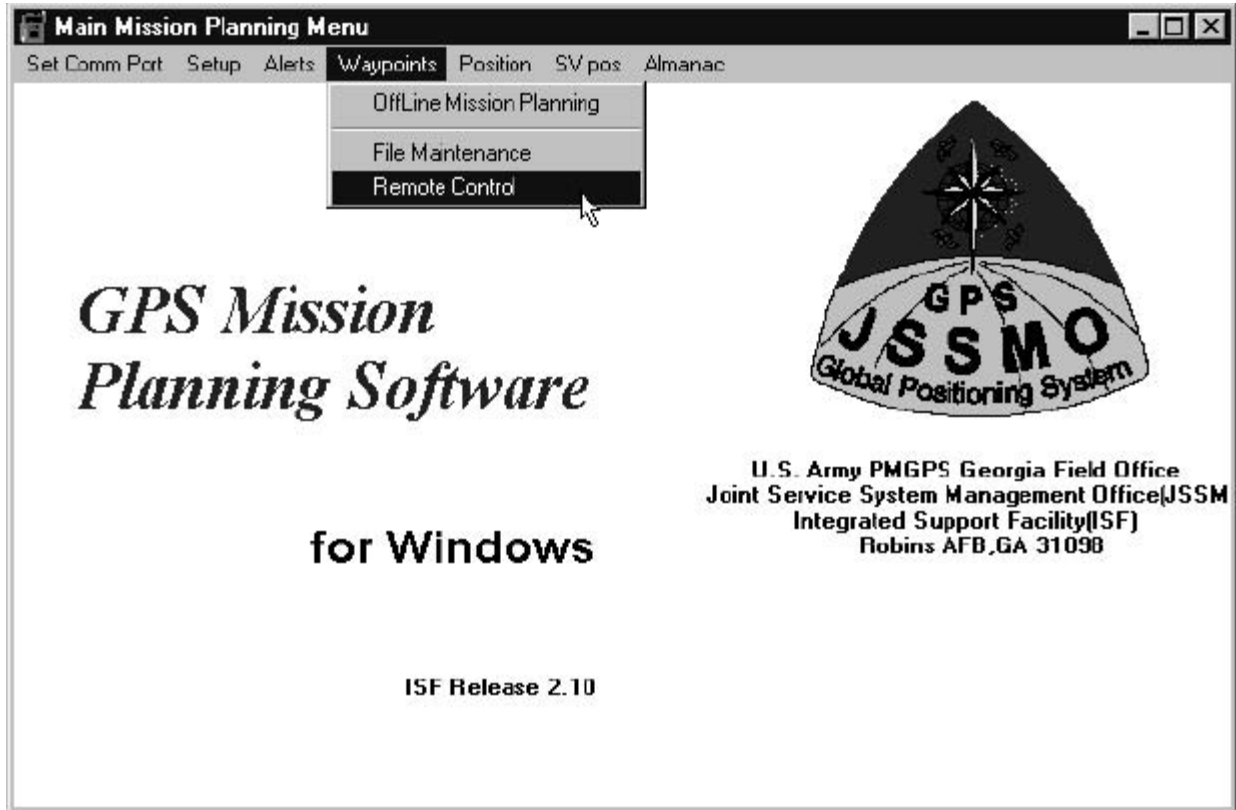 Main Mission Planning Menu
Set Comm Port Setup Alerts Waypoints Position SV pos Almanac
OffLine Mission Planning
File Maintenance
Remote Control
GPS Mission
Planning Software
for Windows
ISF Release 2.10
GPS
JSSMO
Global Positioning System
U.S. Army PMGPS Georgia Field Office
Joint Service System Management Office(JSSM
Integrated Support Facility(ISF)
Robins AFB,GA 31098